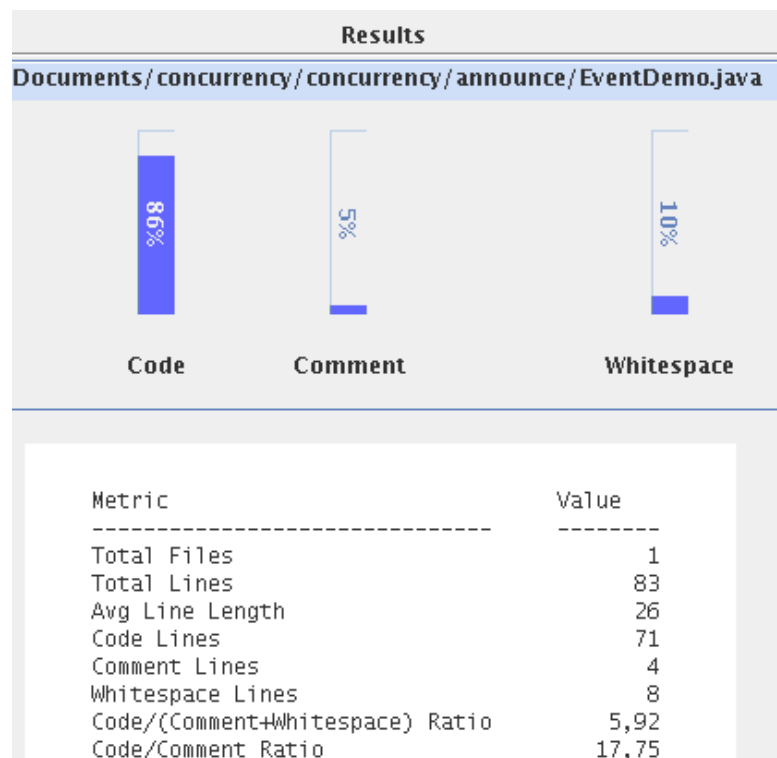 Results
Documents/concurrency/concurrency/announce/EventDemo.java
86% 5% 10%
Code Comment Whitespace
Metric Value
------------------------------- --------
Total Files 1
Total Lines 83
Avg Line Length 26
Code Lines 71
Comment Lines 4
Whitespace Lines 8
Code/(Comment+Whitespace) Ratio 5,92
Code/Comment Ratio 17,75